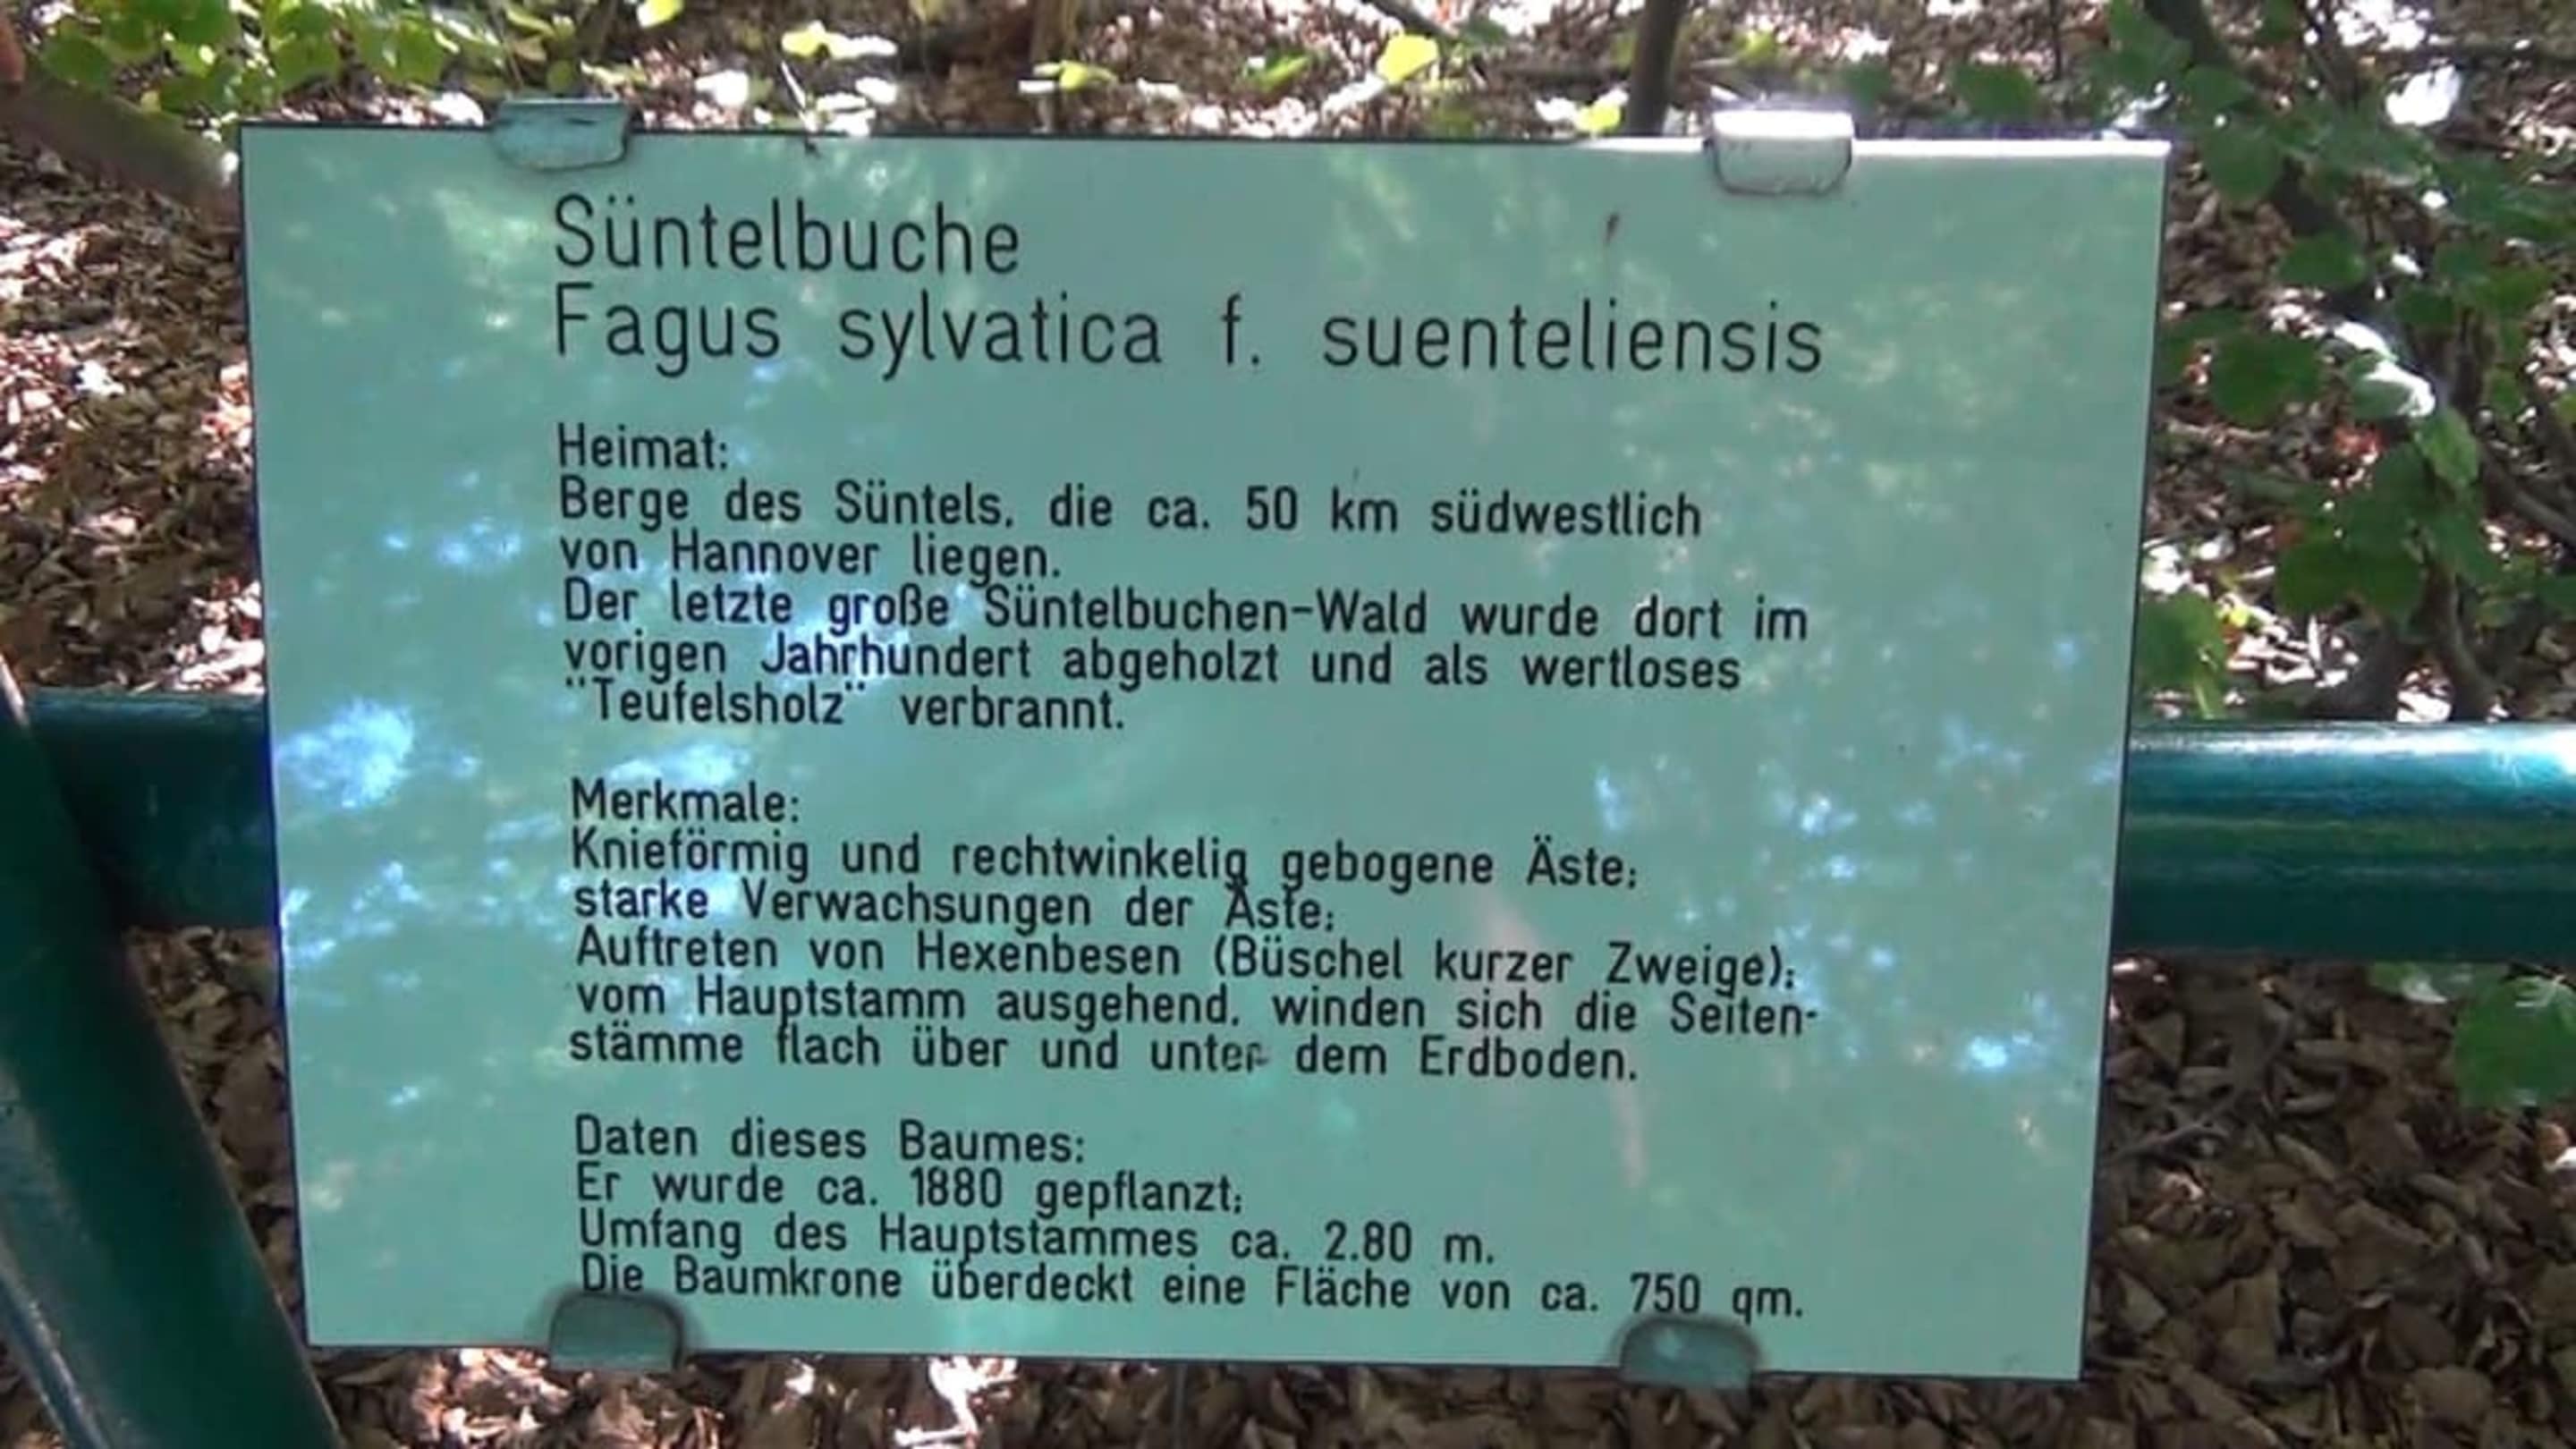 Süntelbuche
Fagus sylvatica f. suenteliensis
Heimat:
Berge des Süntels, die ca. 50 km südwestlich
von Hannover liegen.
Der letzte große Süntelbuchen-Wald wurde dort im
vorigen Jahrhundert abgeholzt und als wertloses
"Teufelsholz" verbrannt.
Merkmale:
Knieförmig und rechtwinkelig gebogene Äste;
starke Verwachsungen der Äste;
Auftreten von Hexenbesen (Büschel kurzer Zweige);
vom Hauptstamm ausgehend, winden sich die Seiten-
stämme flach über und unter dem Erdboden.
Daten dieses Baumes:
Er wurde ca. 1880 gepflanzt;
Umfang des Hauptstammes ca. 2.80 m.
Die Baumkrone überdeckt eine Fläche von ca. 750 qm.